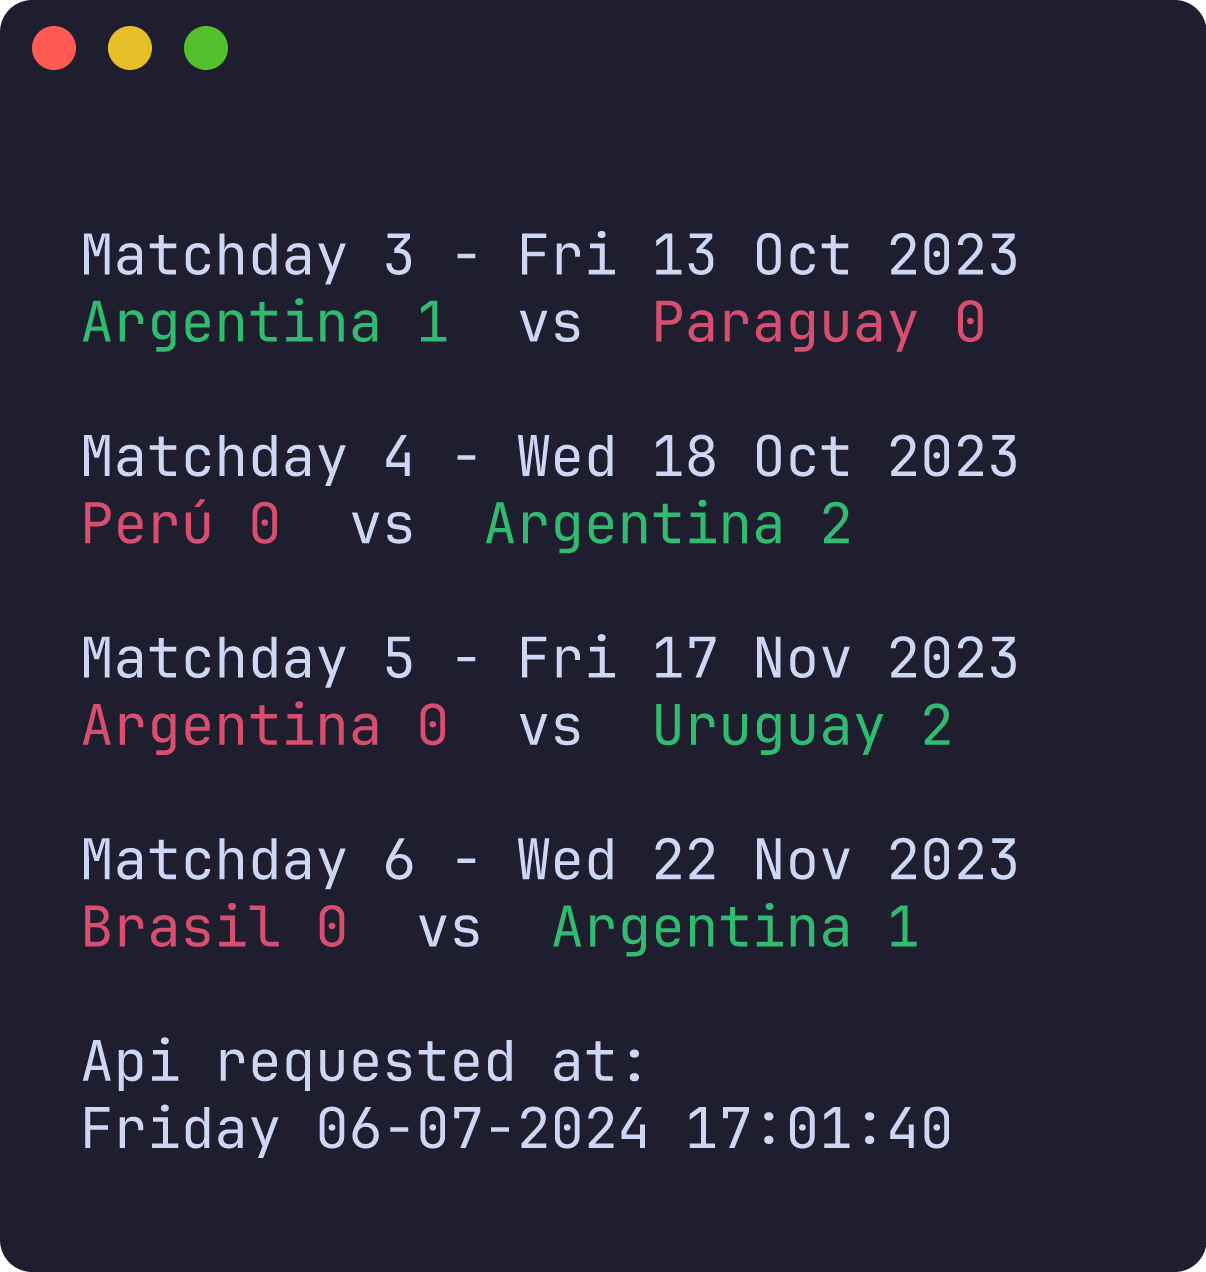 Matchday 3 - Fri 13 Oct 2023
Argentina 1  vs  Paraguay 0
Matchday 4 - Wed 18 Oct 2023
Perú 0  vs  Argentina 2
Matchday 5 - Fri 17 Nov 2023
Argentina 0  vs  Uruguay 2
Matchday 6 - Wed 22 Nov 2023
Brasil 0  vs  Argentina 1
Api requested at:
Friday 06-07-2024 17:01:40